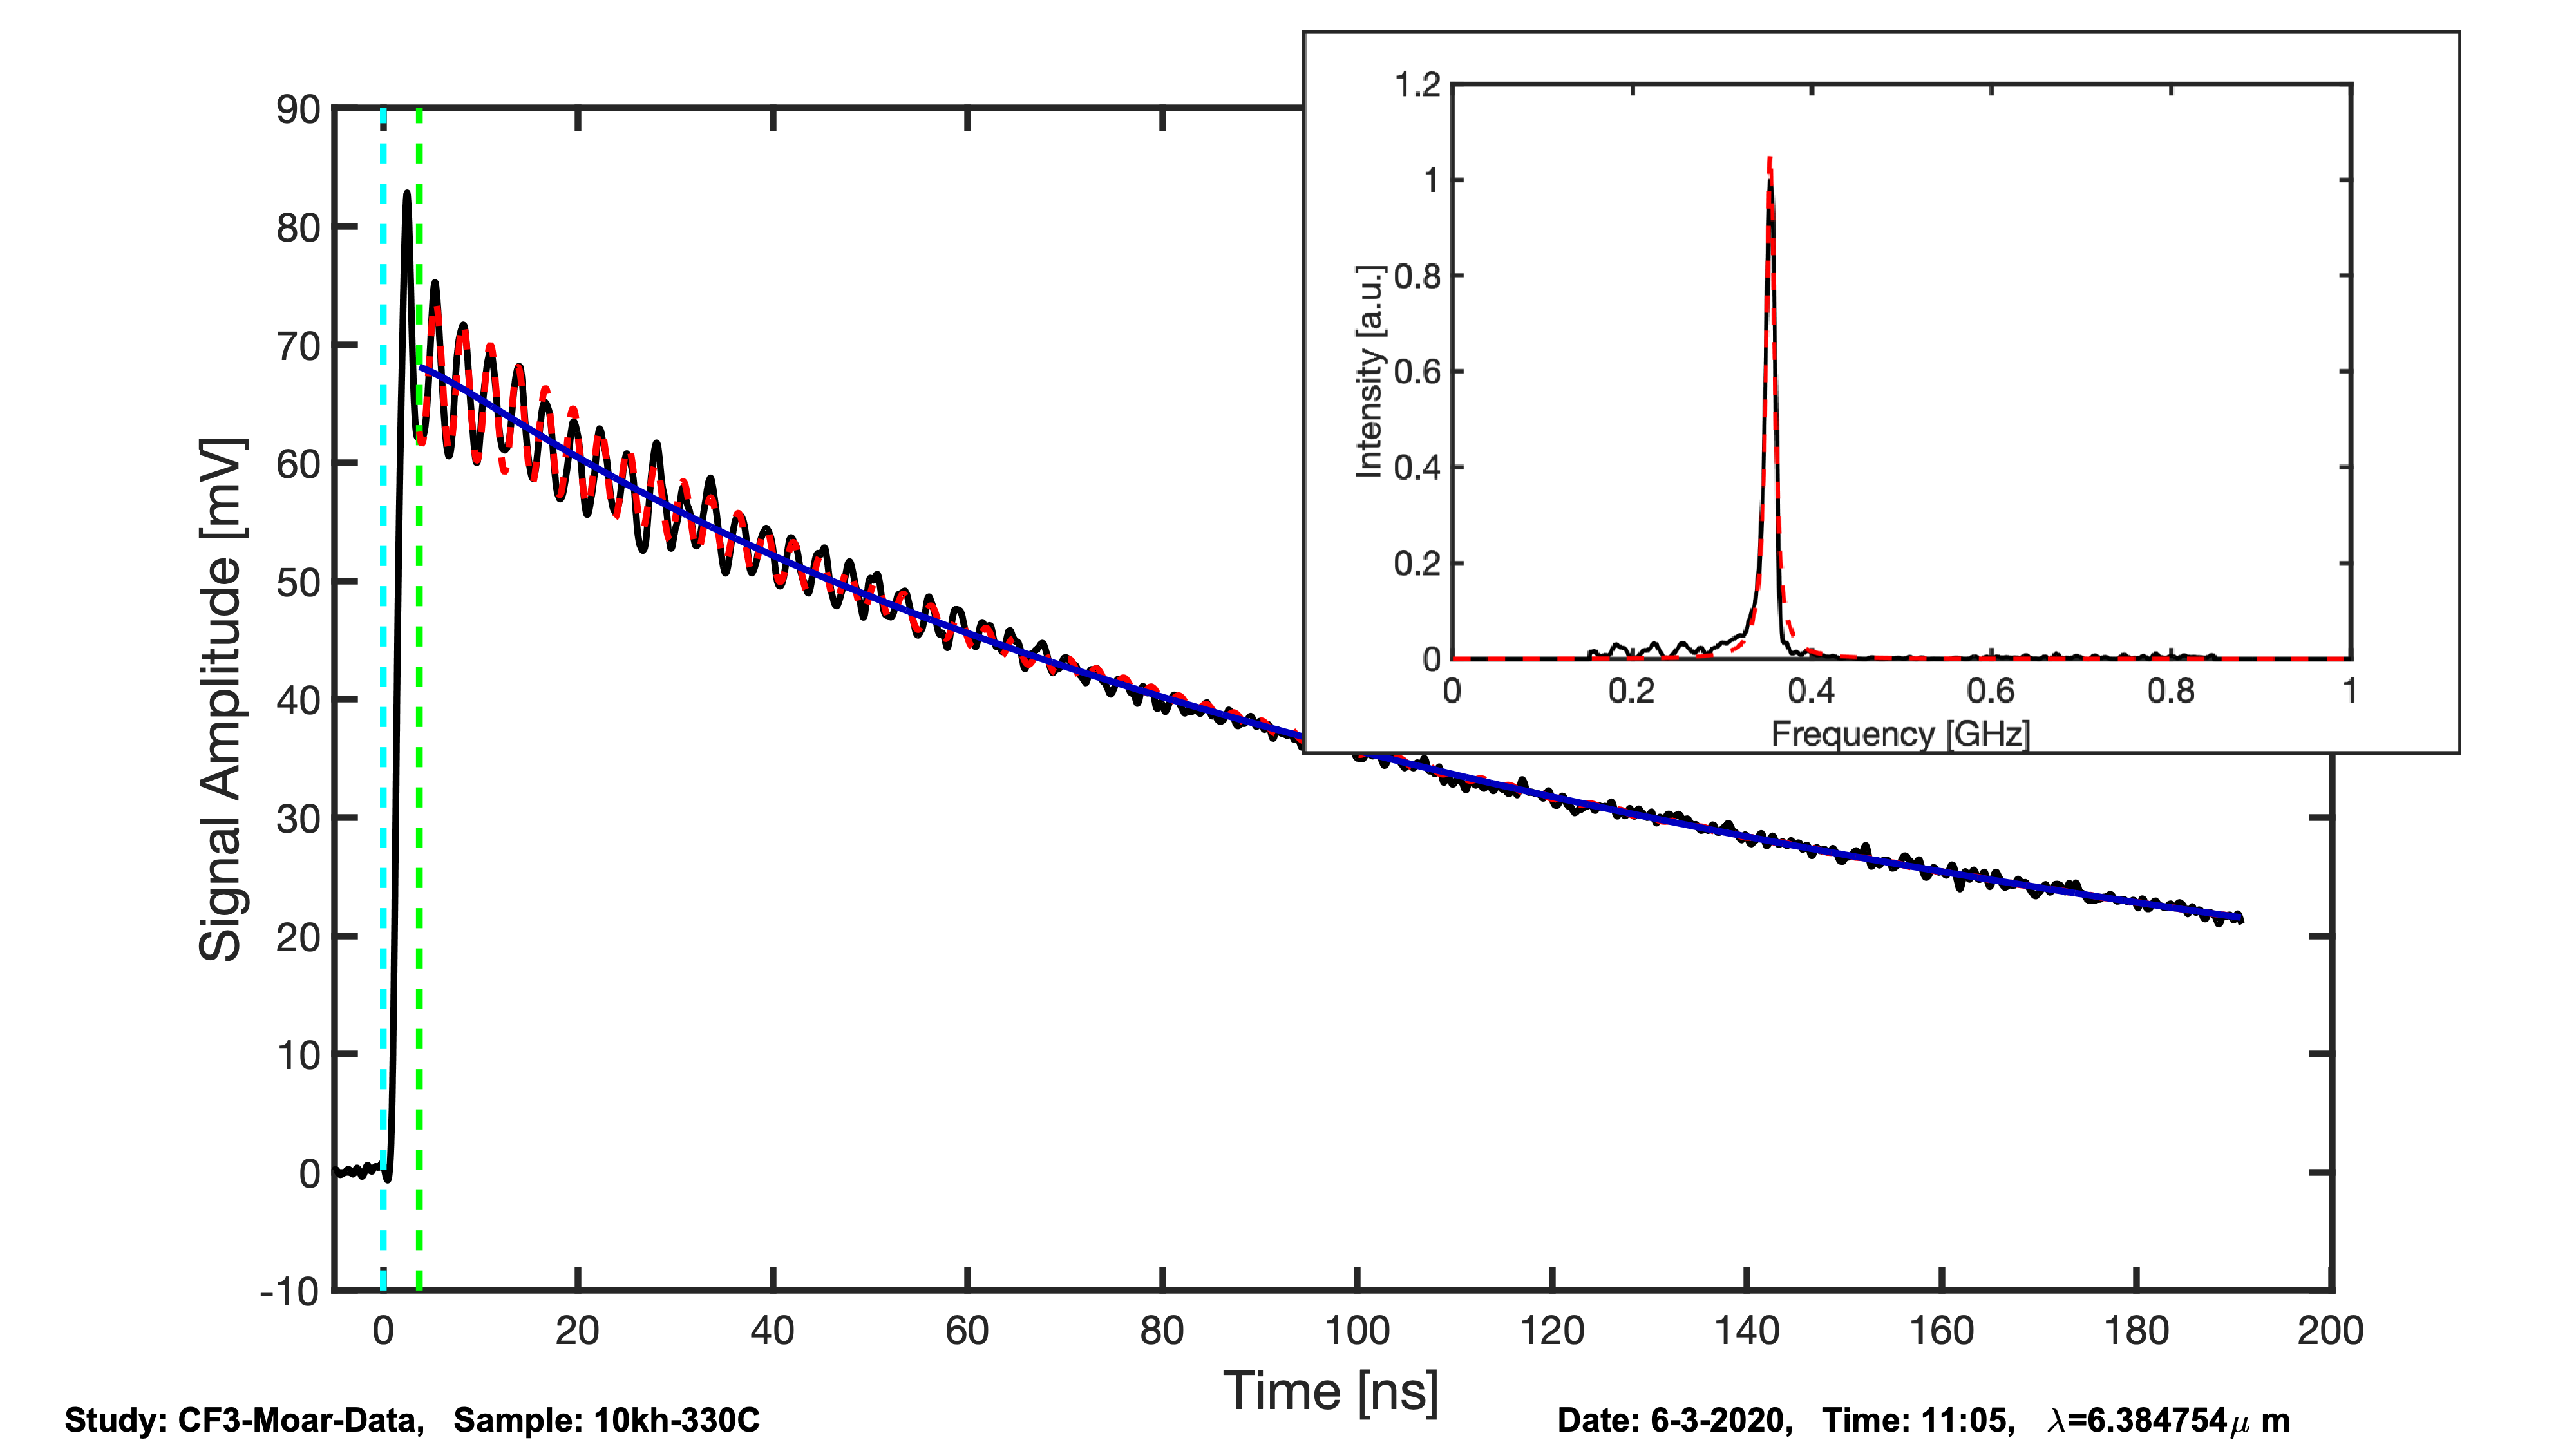 90
80
70
60
50
40
30
20
10
0
-10
Signal Amplitude [mV]
0 20 40 60 80 100 120 140 160 180 200
Time [ns]
1.2
1
0.8
0.6
0.4
0.2
0
Intensity [a.u.]
0 0.2 0.4 0.6 0.8 1
Frequency [GHz]
Study: CF3-Moar-Data, Sample: 10kh-330C
Date: 6-3-2020, Time: 11:05, λ=6.384754μ m